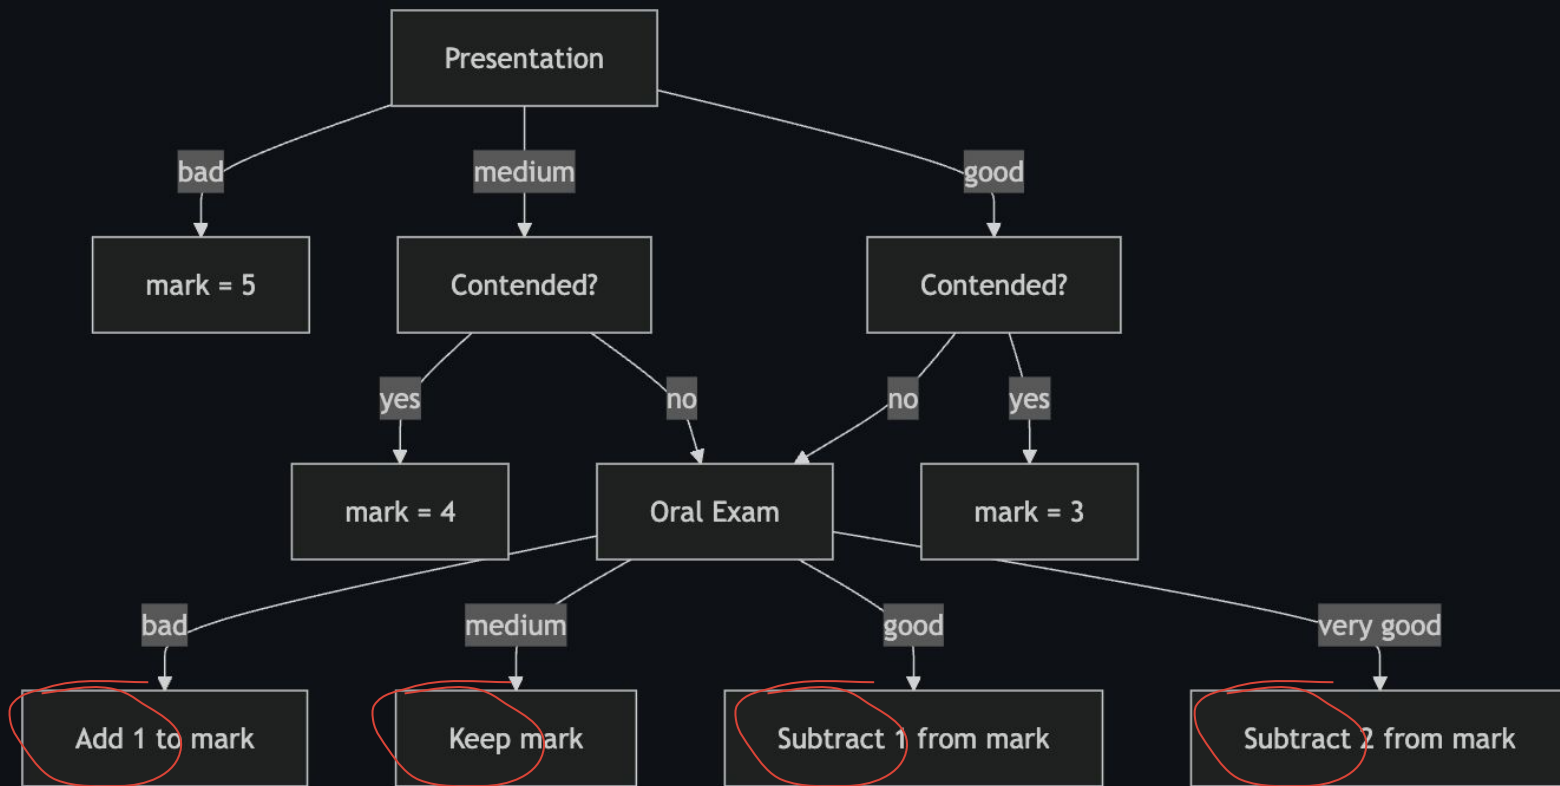 Presentation
bad
medium
good
mark = 5
Contended?
Contended?
yes
no
no
yes
mark = 4
Oral Exam
mark = 3
bad
medium
good
very good
Add 1 to mark
Keep mark
Subtract 1 from mark
Subtract 2 from mark